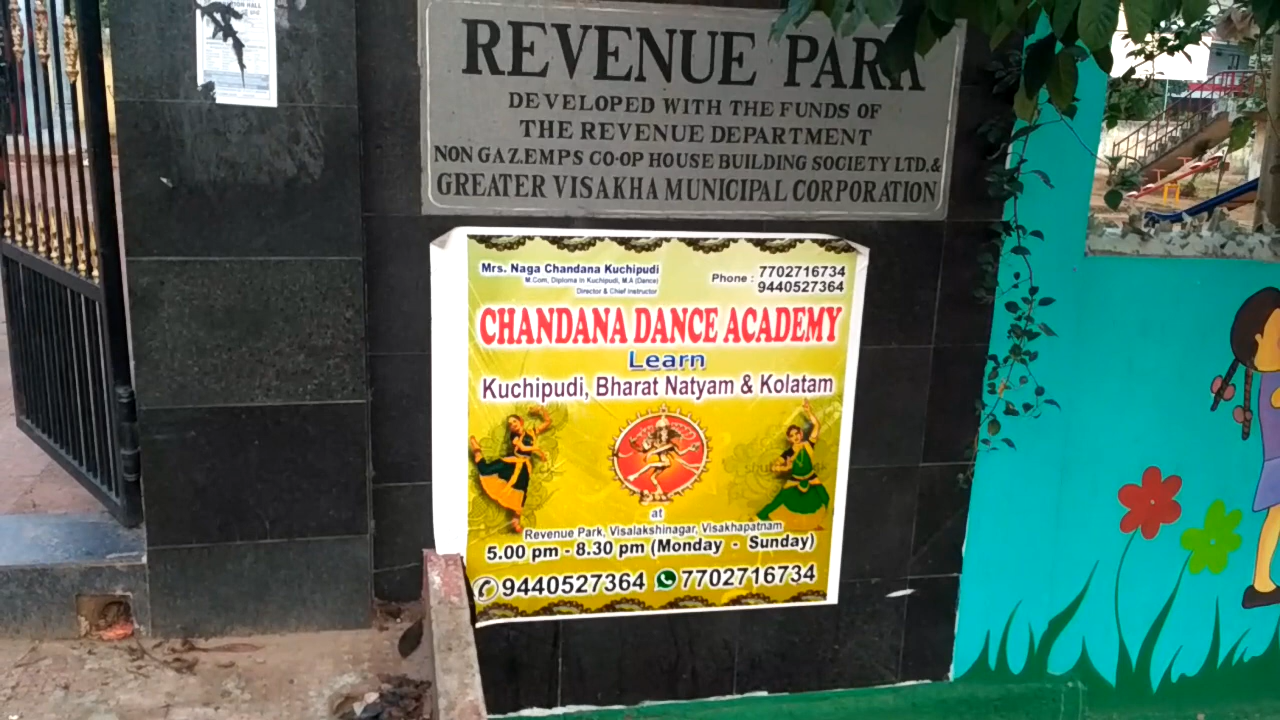 REVENUE PARK
DEVELOPED WITH THE FUNDS OF
THE REVENUE DEPARTMENT
NON GAZ.EMPS CO-OP HOUSE BUILDING SOCIETY LTD,&
GREATER VISAKHA MUNICIPAL CORPORATION
Mrs. Naga Chandana Kuchipudi
M.Com, Diploma in Kuchipudi, M.A (Dance)
Director & Chief Instructor
Phone : 7702716734
9440527364
CHANDANA DANCE ACADEMY
Learn
Kuchipudi, Bharat Natyam & Kolatam
at
Revenue Park, Visalakshinagar, Visakhapatnam
5.00 pm - 8.30 pm (Monday - Sunday)
9440527364 7702716734